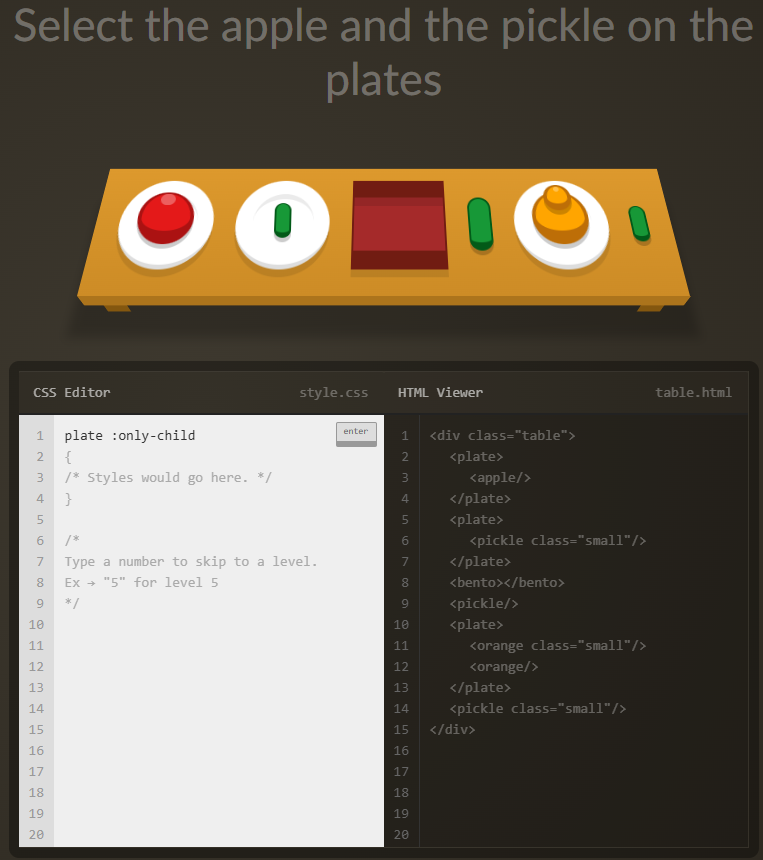 Select the apple and the pickle on the
plates
CSS Editor style.css
HTML Viewer table.html
1 plate :only-child enter
2 {
3 /* Styles would go here. */
4 }
5
6 /*
7 Type a number to skip to a level.
8 Ex → "5" for level 5
9 */
10
11
12
13
14
15
16
17
18
19
20
1 <div class="table">
2 <plate>
3 <apple/>
4 </plate>
5 <plate>
6 <pickle class="small"/>
7 </plate>
8 <bento></bento>
9 <pickle/>
10 <plate>
11 <orange class="small"/>
12 <orange/>
13 </plate>
14 <pickle class="small"/>
15 </div>
16
17
18
19
20